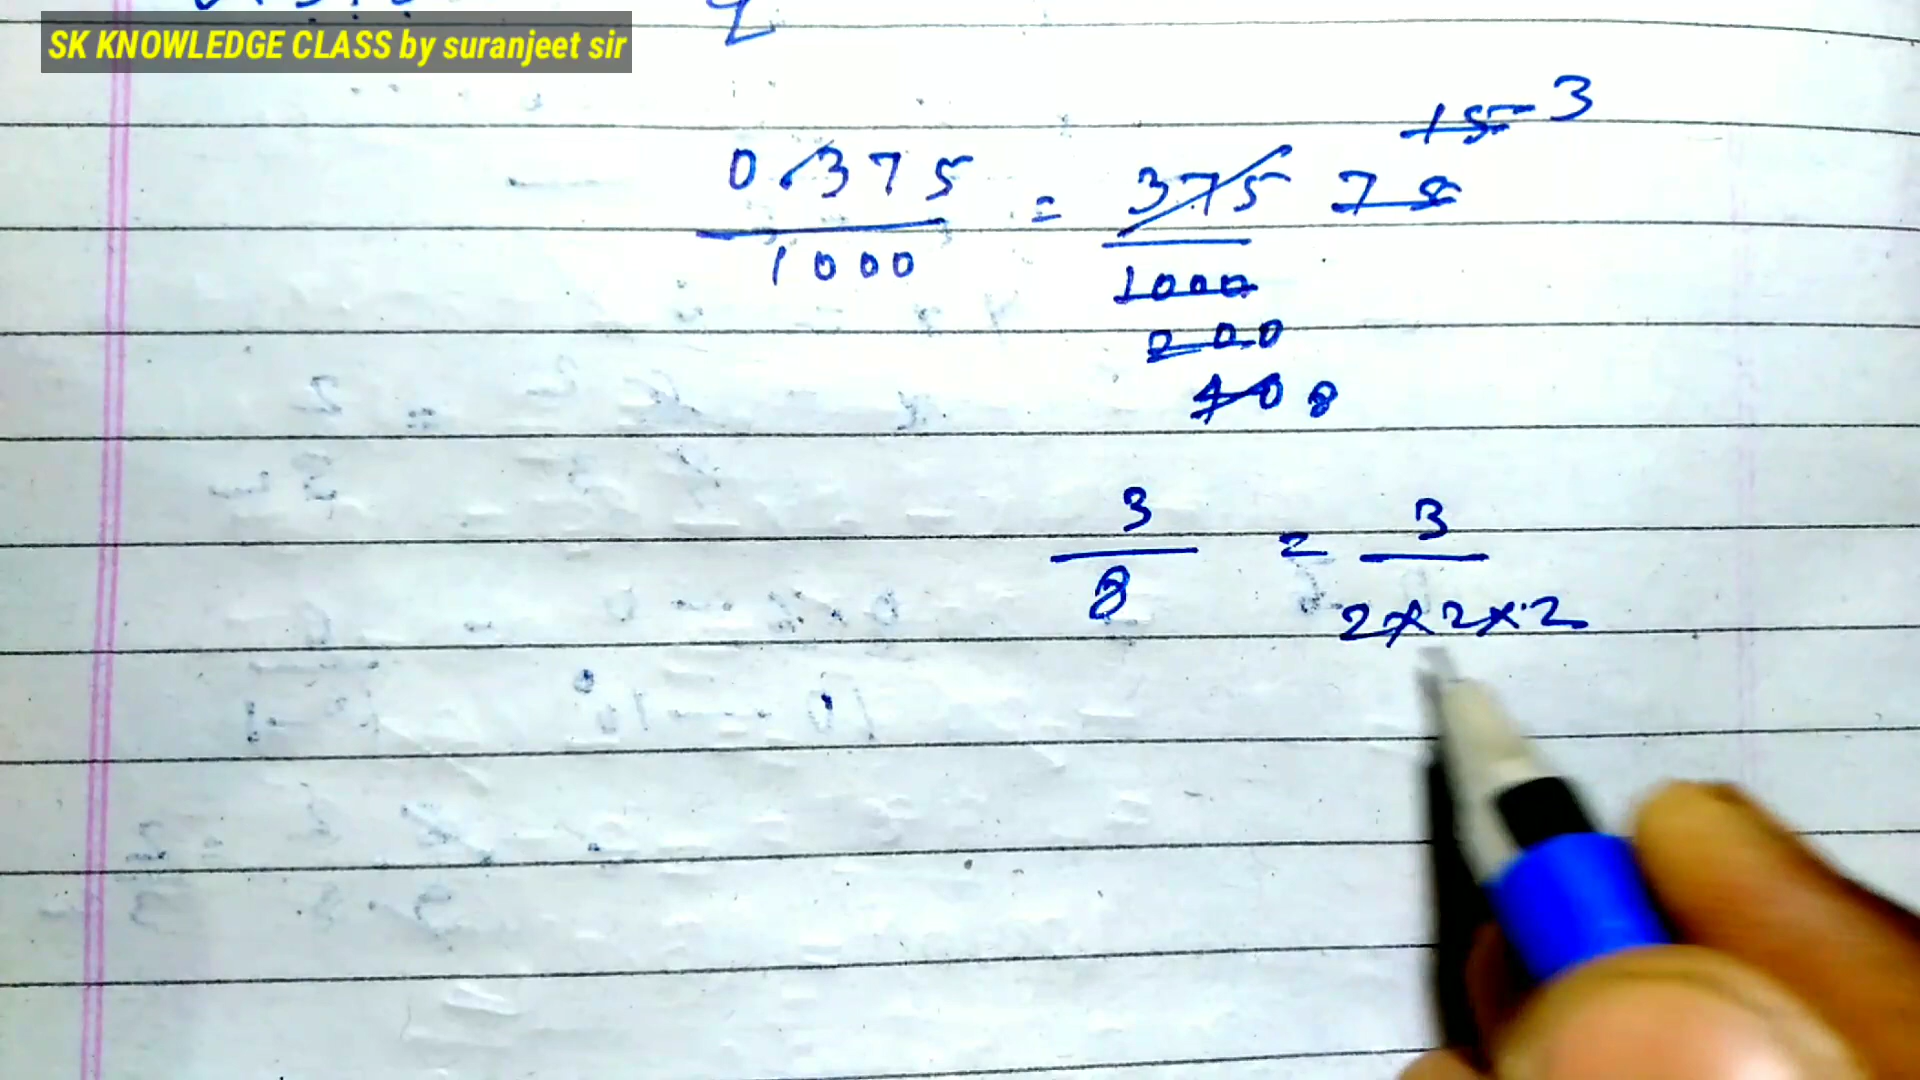 SK KNOWLEDGE CLASS by suranjeet sir
15 3
0.375 = 375 75
1000 1000
200
40 8
3 = 3
8 2×2×2